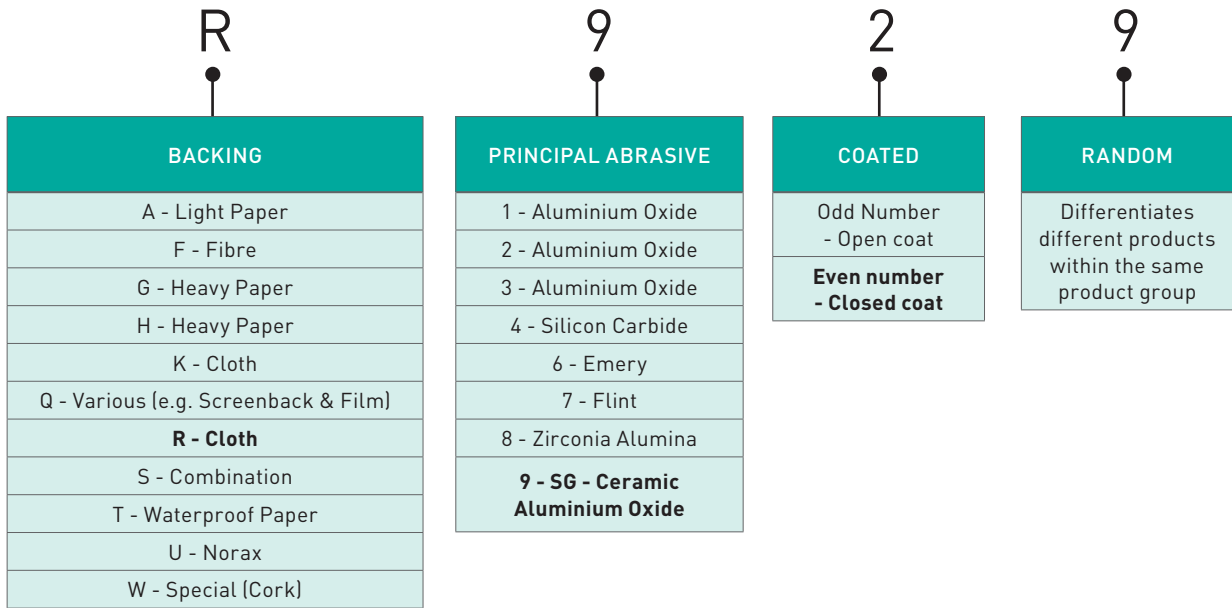 R 9 2 9
BACKING
A - Light Paper
F - Fibre
G - Heavy Paper
H - Heavy Paper
K - Cloth
Q - Various (e.g. Screenback & Film)
R - Cloth
S - Combination
T - Waterproof Paper
U - Norax
W - Special (Cork)
PRINCIPAL ABRASIVE
1 - Aluminium Oxide
2 - Aluminium Oxide
3 - Aluminium Oxide
4 - Silicon Carbide
6 - Emery
7 - Flint
8 - Zirconia Alumina
9 - SG - Ceramic
Aluminium Oxide
COATED
Odd Number
- Open coat
Even number
- Closed coat
RANDOM
Differentiates
different products
within the same
product group